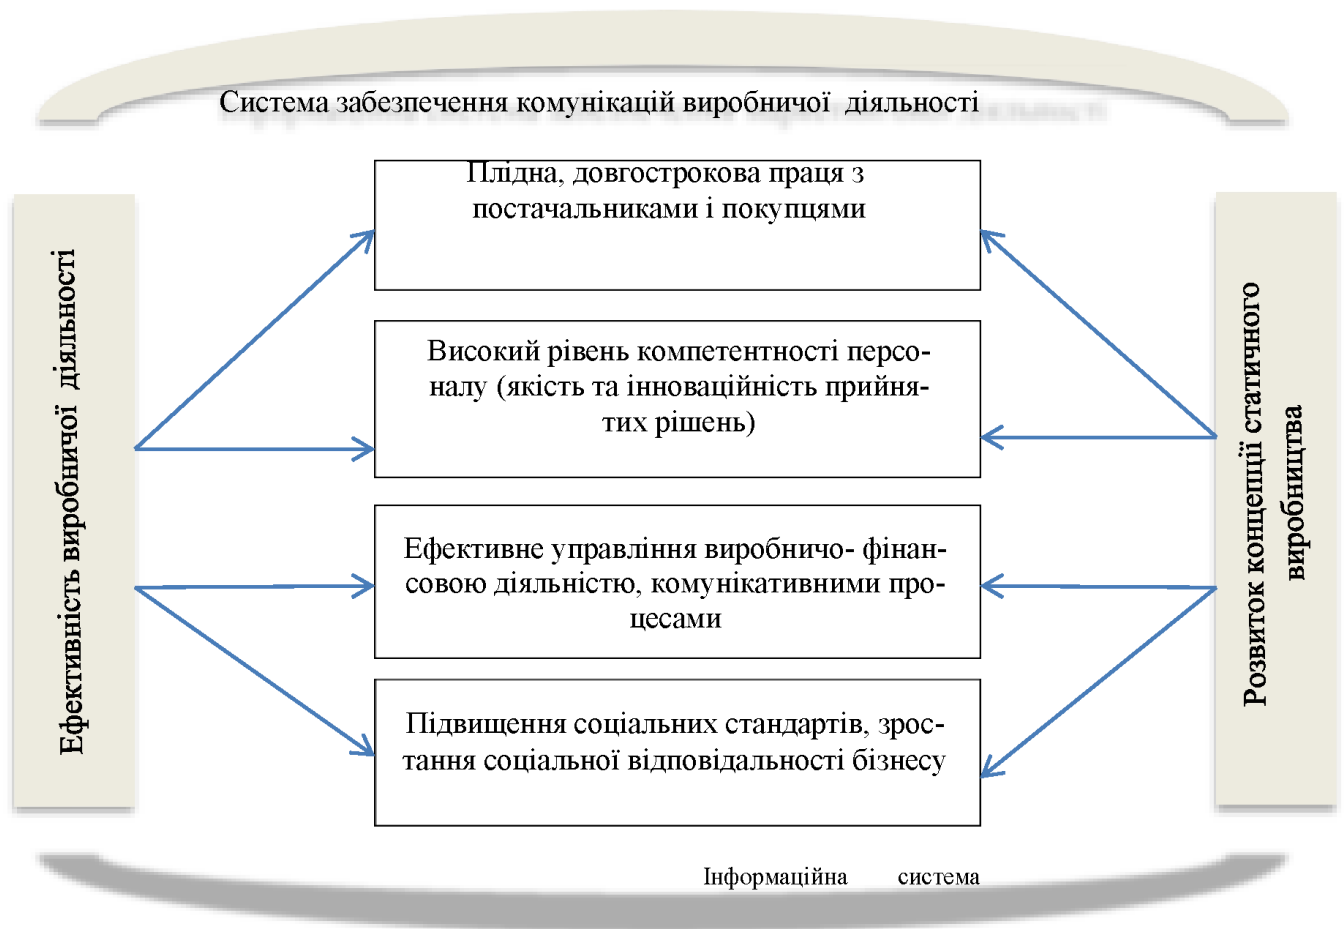 Система забезпечення комунікацій виробничої діяльності
Плідна, довгострокова праця з
постачальниками і покупцями
Ефективність виробничої діяльності
Високий рівень компетентності персо-
налу (якість та інноваційність прийня-
тих рішень)
Ефективне управління виробничо- фінан-
совою діяльністю, комунікативними про-
цесами
Підвищення соціальних стандартів, зрос-
тання соціальної відповідальності бізнесу
Розвиток концепції статичного
виробництва
Інформаційна система